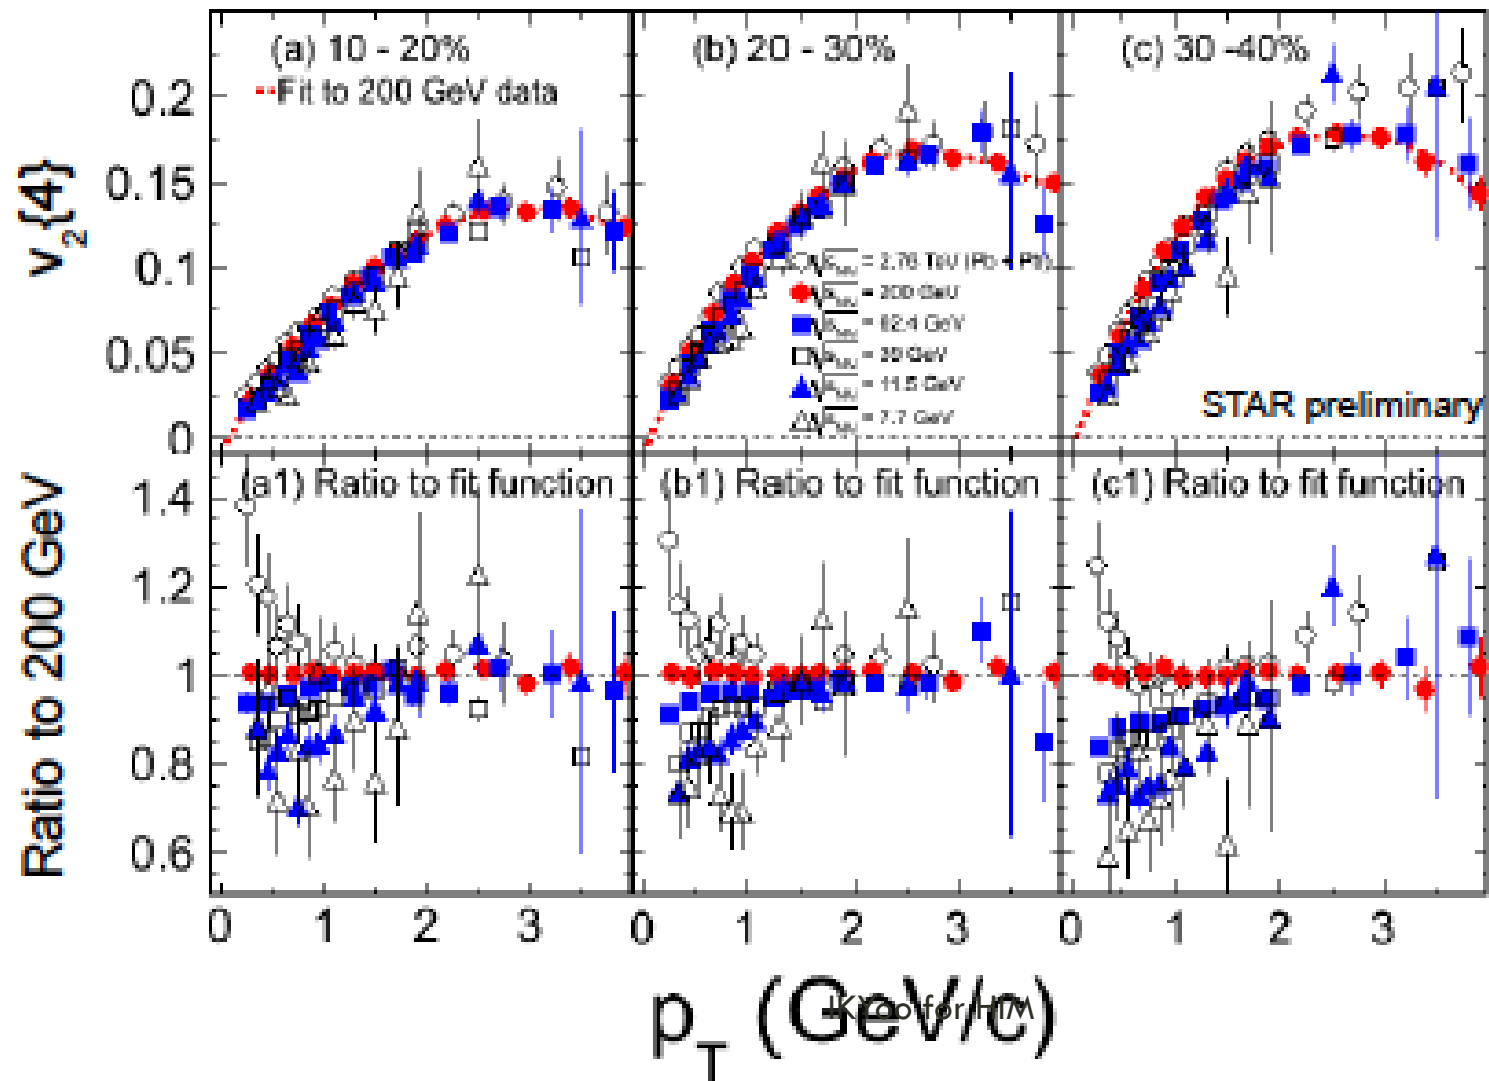 (a) 10 - 20%
Fit to 200 GeV data
(b) 20 - 30%
(c) 30 -40%
0.2
0.15
0.1
0.05
0
v2{4}
= 2.76 TeV (Pb + Pb)
= 200 GeV
= 62.4 GeV
= 39 GeV
= 11.5 GeV
= 7.7 GeV
STAR preliminary
(a1) Ratio to fit function
(b1) Ratio to fit function
(c1) Ratio to fit function
1.4
1.2
1
0.8
0.6
Ratio to 200 GeV
0 1 2 3 0 1 2 3 0 1 2 3
pT (GeV/c)